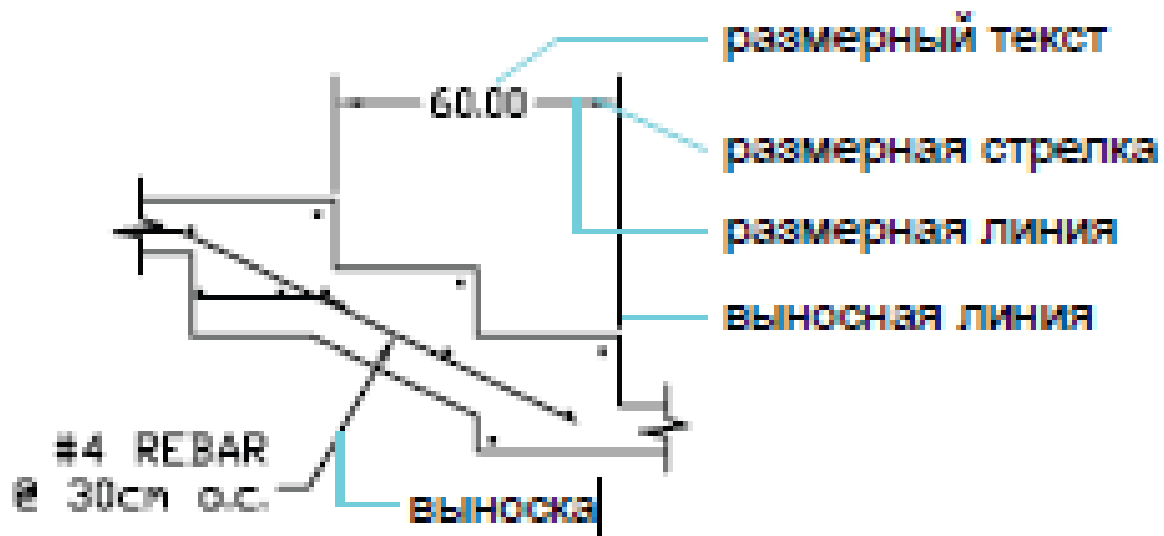 размерный текст
60.00
размерная стрелка
размерная линия
выносная линия
#4 REBAR
@ 30cm o.c.
выноска